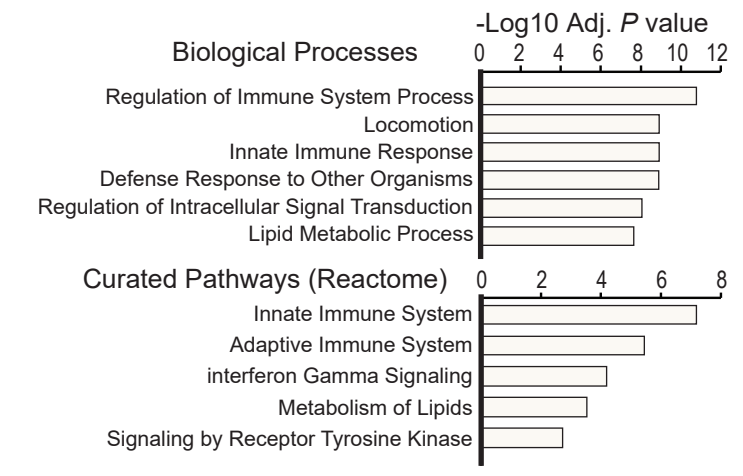 -Log10 Adj. P value
Biological Processes
0 2 4 6 8 10 12
Regulation of Immune System Process
Locomotion
Innate Immune Response
Defense Response to Other Organisms
Regulation of Intracellular Signal Transduction
Lipid Metabolic Process
Curated Pathways (Reactome)
0 2 4 6 8
Innate Immune System
Adaptive Immune System
interferon Gamma Signaling
Metabolism of Lipids
Signaling by Receptor Tyrosine Kinase